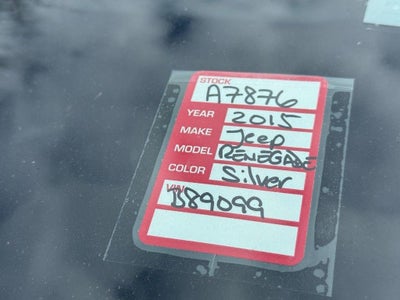 STOCK
A7876
YEAR 2015
MAKE Jeep
MODEL RENEGADE
COLOR Silver
VIN
B89099